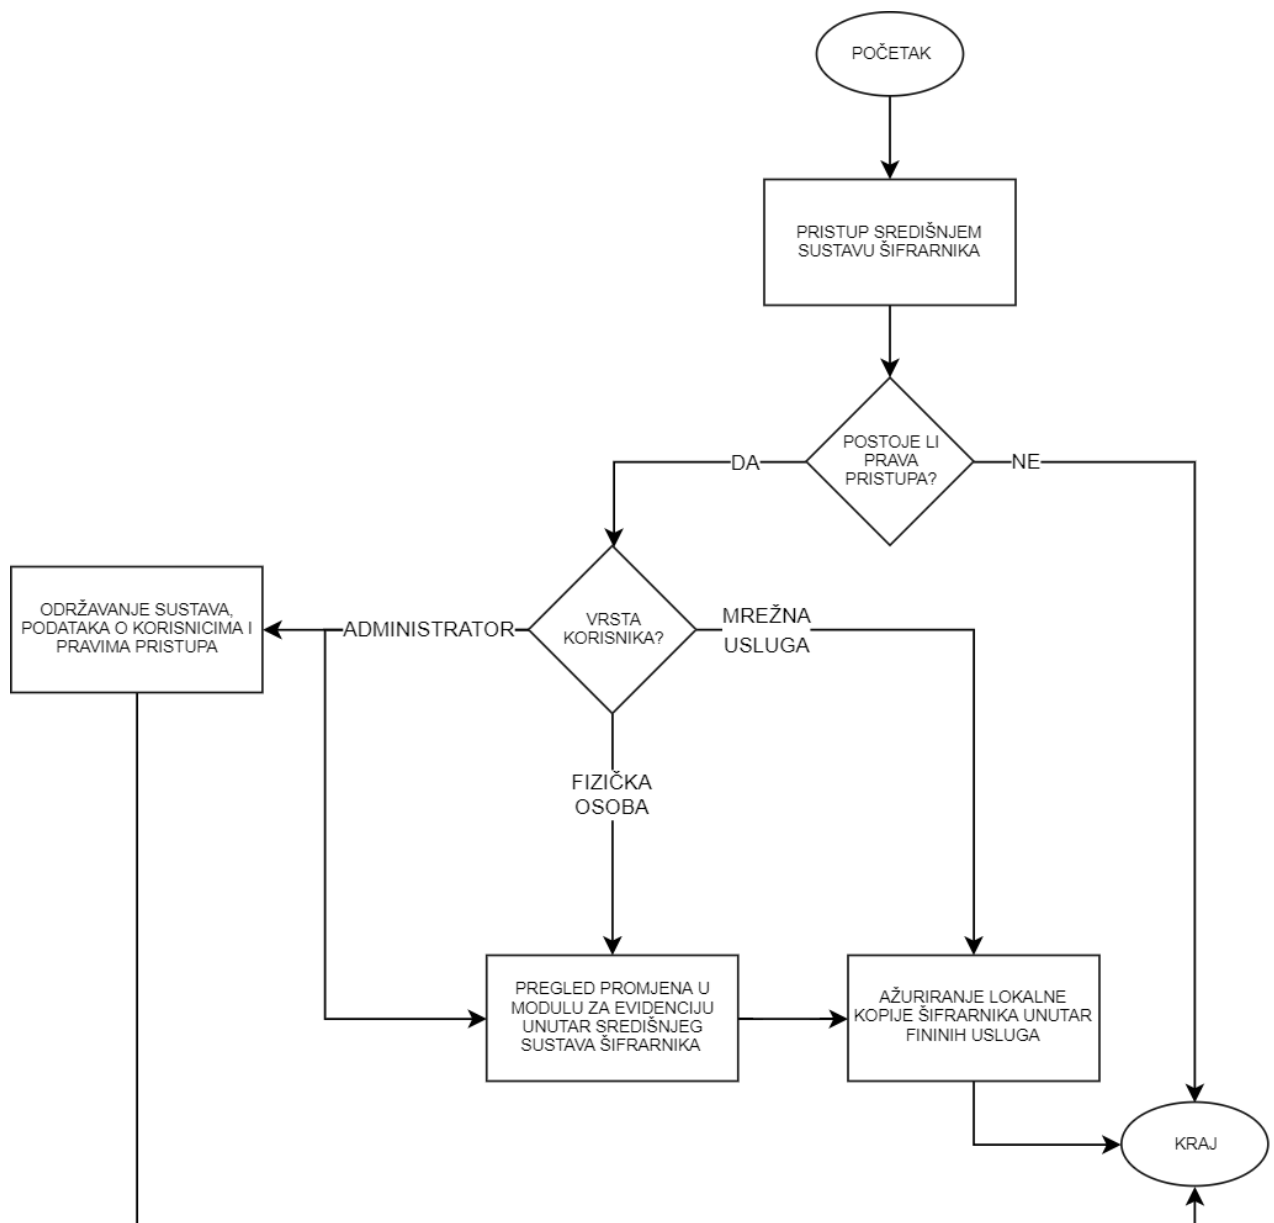 POČETAK
PRISTUP SREDIŠNJEM
SUSTAVU ŠIFRARNIKA
POSTOJE LI
PRAVA
PRISTUPA?
DA
NE
VRSTA
KORISNIKA?
ADMINISTRATOR
MREŽNA
USLUGA
ODRŽAVANJE SUSTAVA,
PODATAKA O KORISNICIMA I
PRAVIMA PRISTUPA
FIZIČKA
OSOBA
PREGLED PROMJENA U
MODULU ZA EVIDENCIJU
UNUTAR SREDIŠNJEG
SUSTAVA ŠIFRARNIKA
AŽURIRANJE LOKALNE
KOPIJE ŠIFRARNIKA UNUTAR
FININIH USLUGA
KRAJ